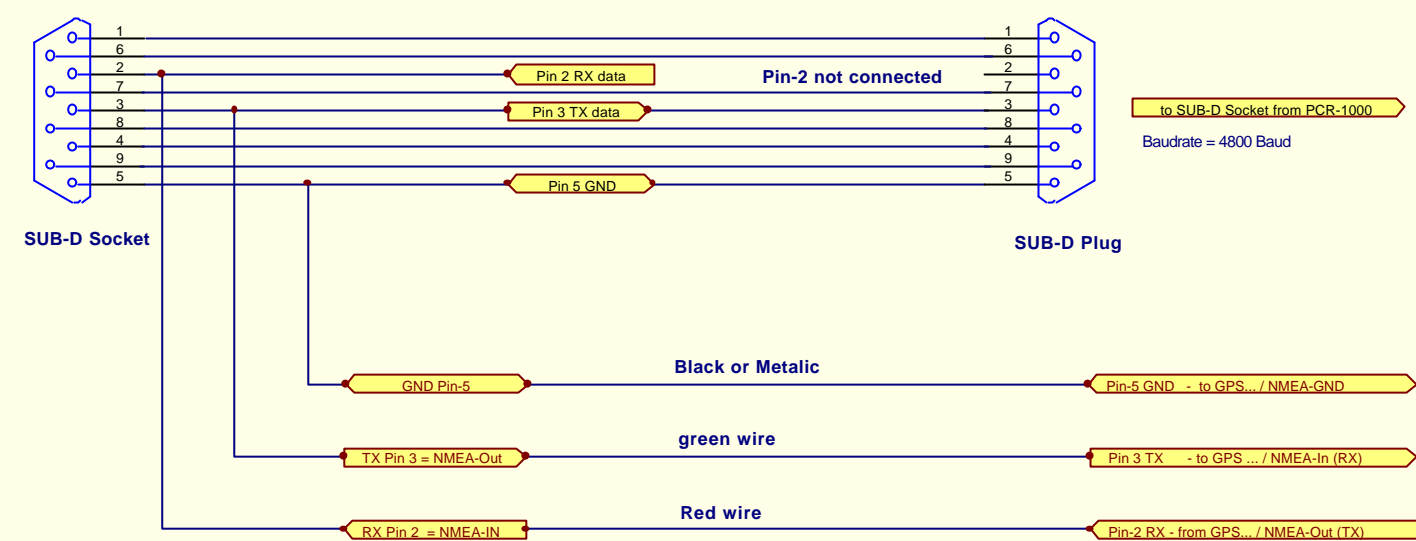 1 1
6 6
2 Pin 2 RX data Pin-2 not connected 2
7 7
3 Pin 3 TX data 3 to SUB-D Socket from PCR-1000
8 8
4 4 Baudrate = 4800 Baud
9 9
5 Pin 5 GND 5
SUB-D Socket SUB-D Plug
Black or Metalic
GND Pin-5 Pin-5 GND - to GPS... / NMEA-GND
green wire
TX Pin 3 = NMEA-Out Pin 3 TX - to GPS ... / NMEA-In (RX)
Red wire
RX Pin 2 = NMEA-IN Pin-2 RX - from GPS... / NMEA-Out (TX)